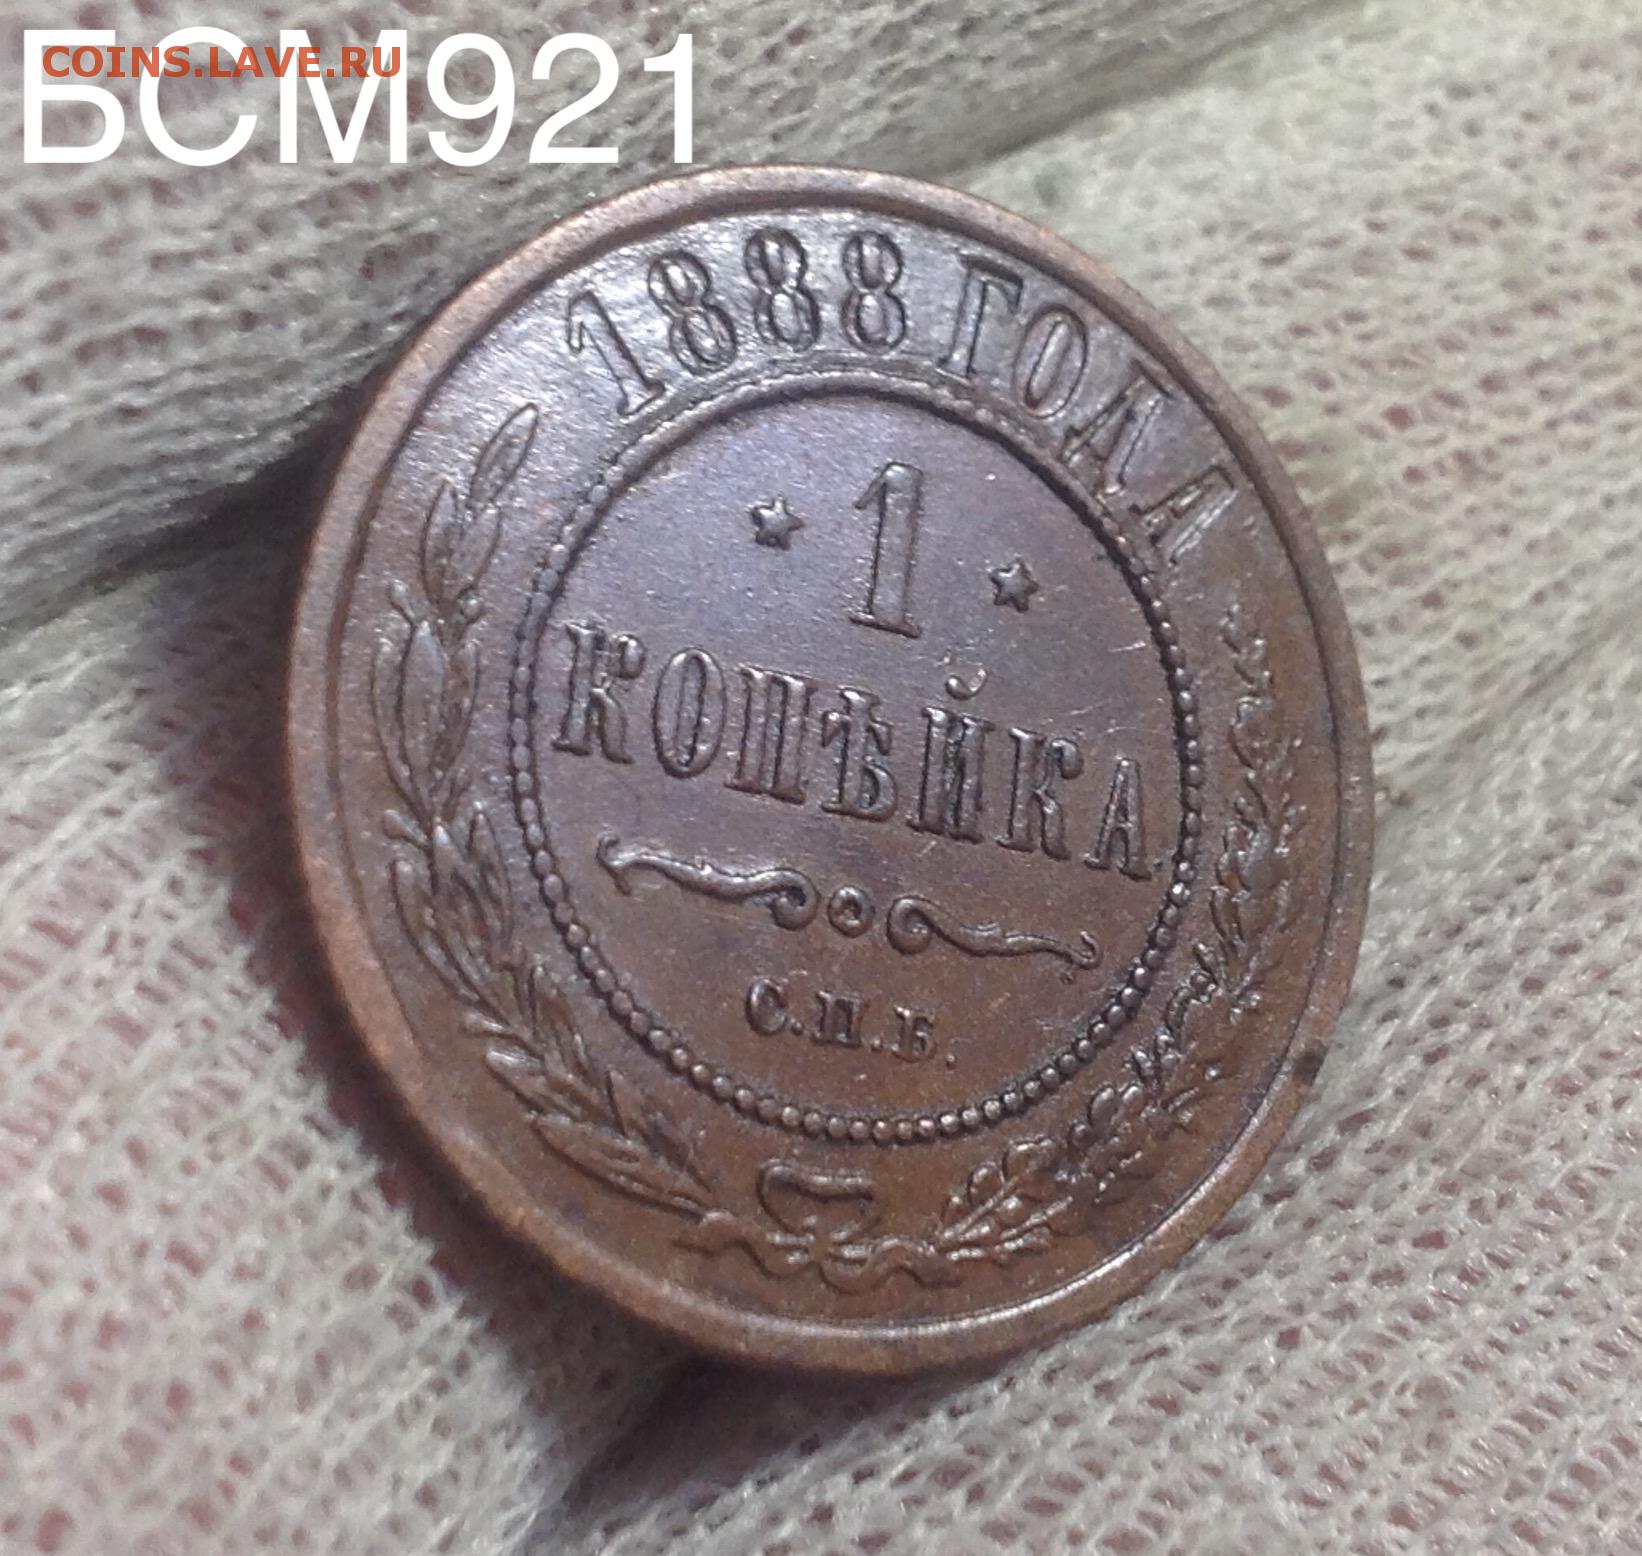 COINS.LAVE.RU
БСМ921
1888 ГОДА
1
КОПѢЙКА
С.П.Б.